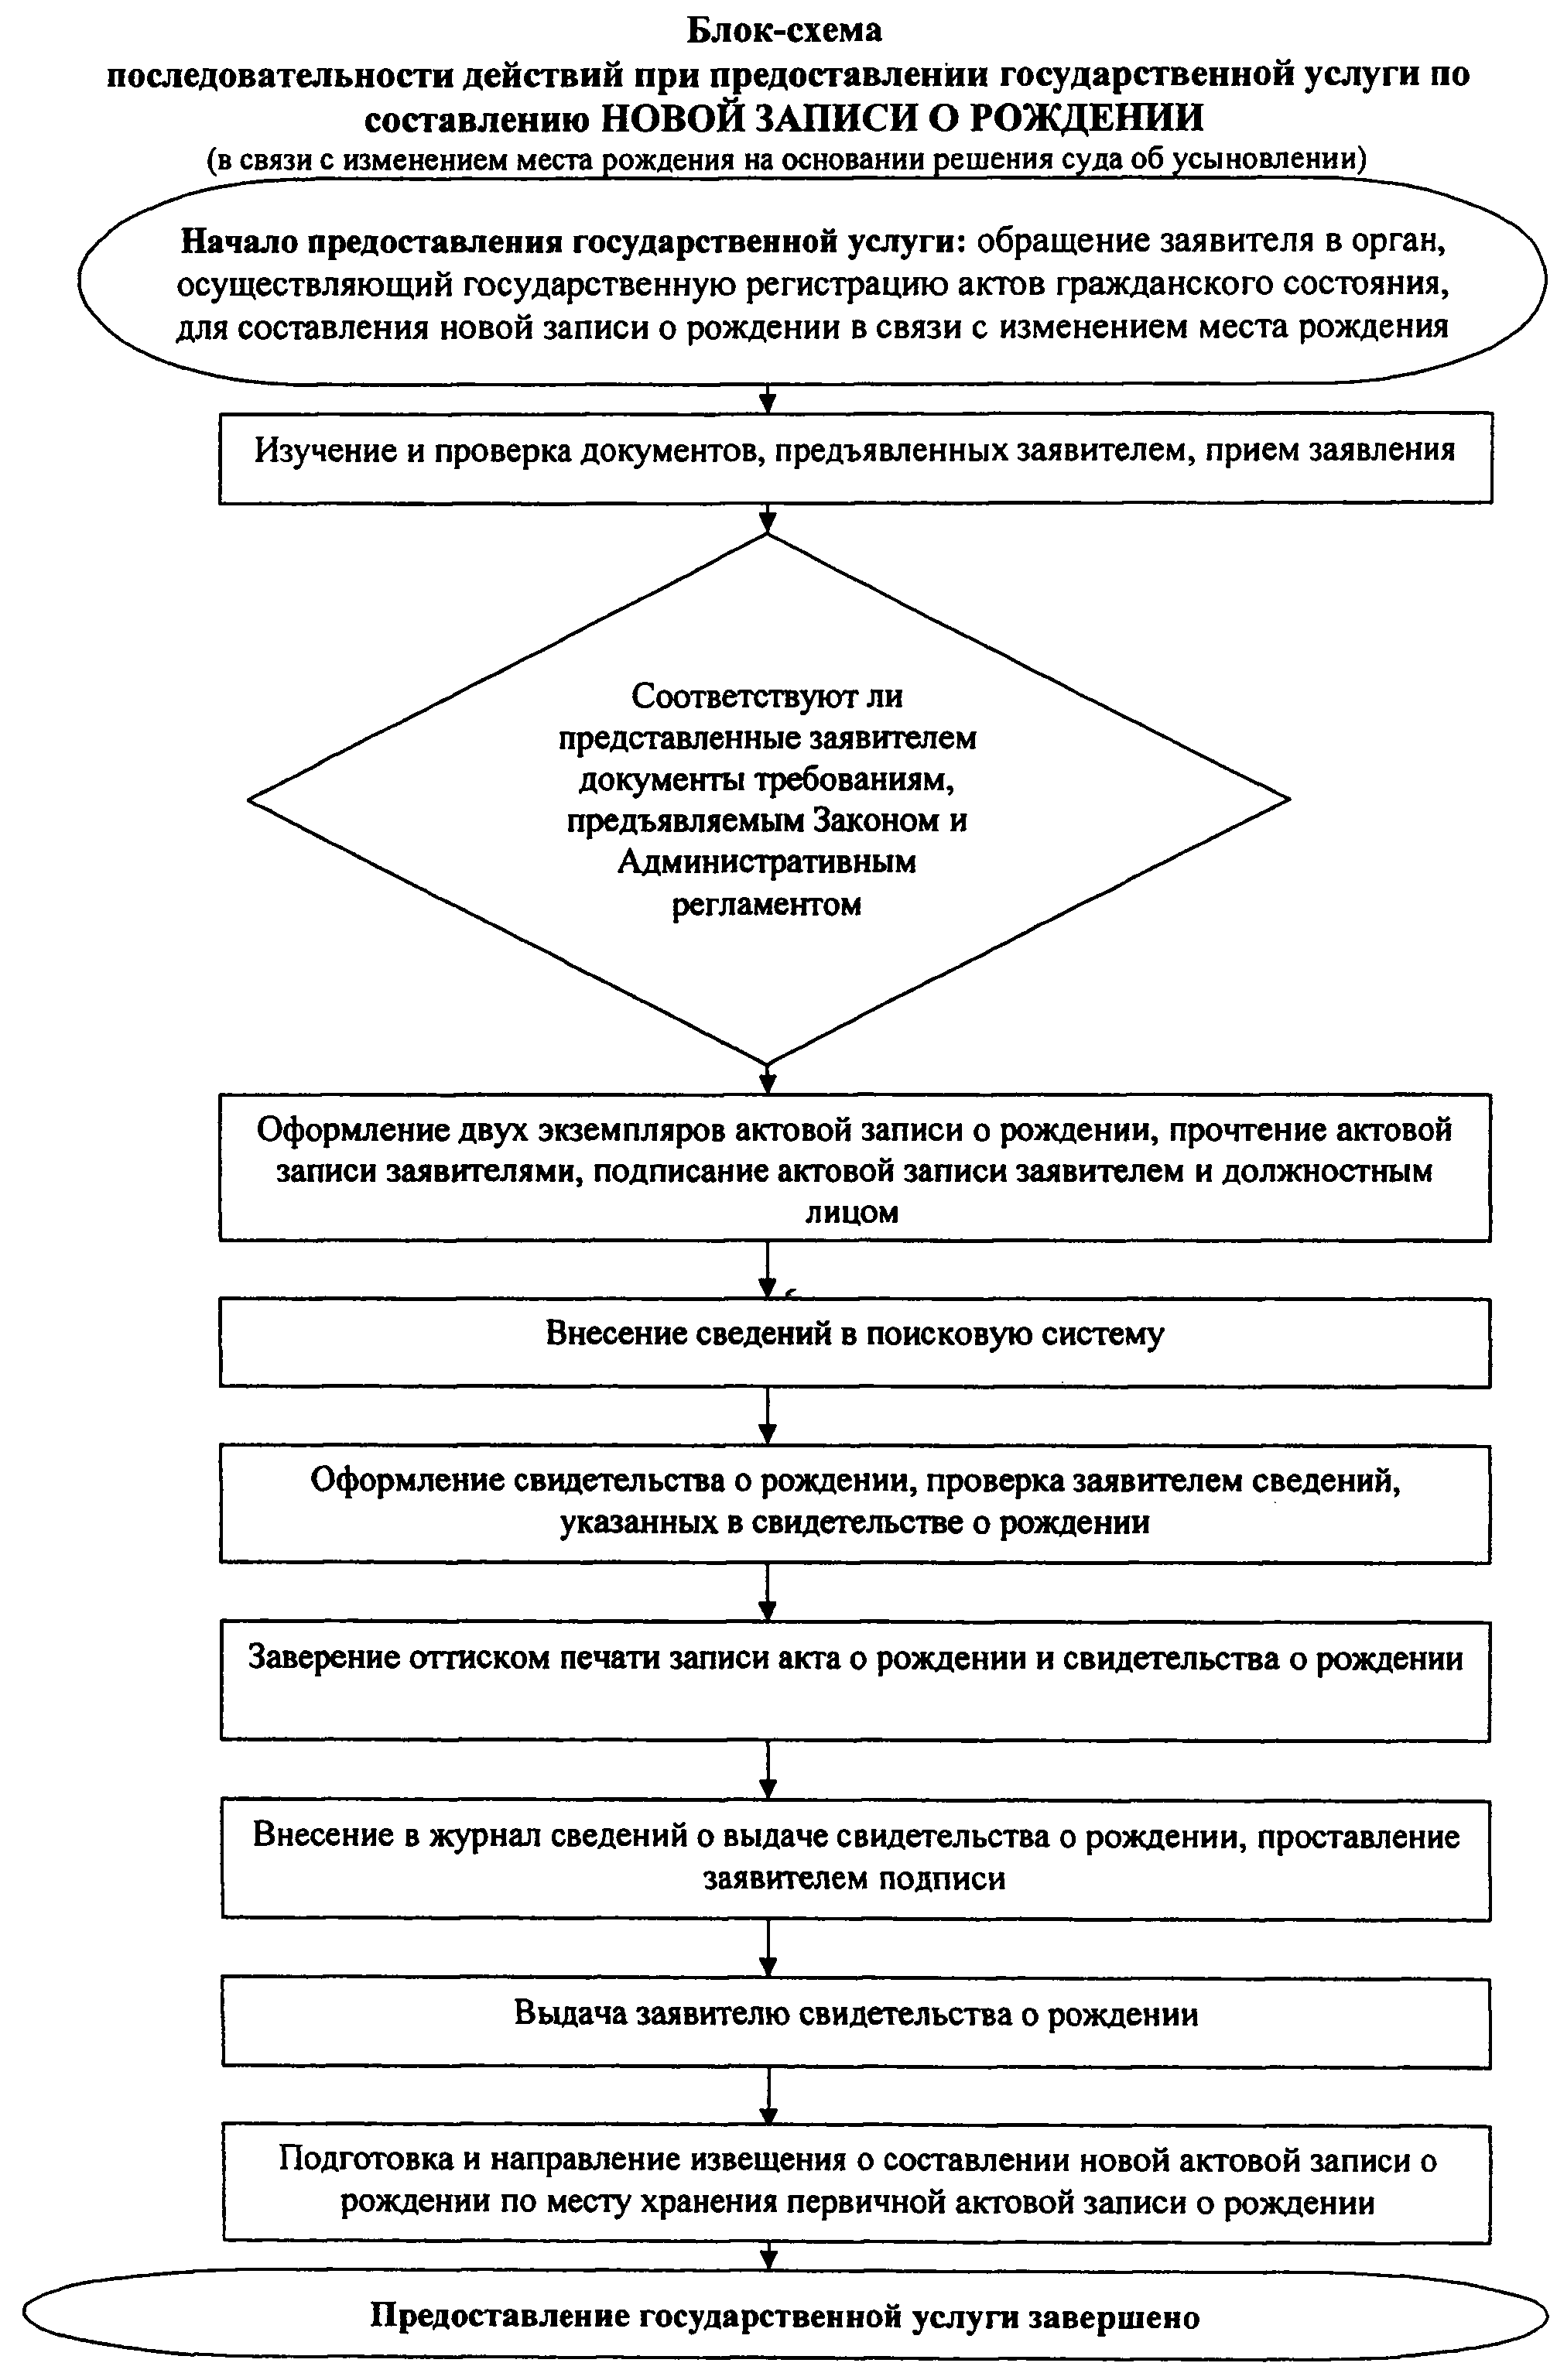 Блок-схема
последовательности действий при предоставлении государственной услуги по
составлению НОВОЙ ЗАПИСИ О РОЖДЕНИИ
(в связи с изменением места рождения на основании решения суда об усыновлении)
Начало предоставления государственной услуги: обращение заявителя в орган,
осуществляющий государственную регистрацию актов гражданского состояния,
для составления новой записи о рождении в связи с изменением места рождения
Изучение и проверка документов, предъявленных заявителем, прием заявления
Соответствуют ли
представленные заявителем
документы требованиям,
предъявляемым Законом и
Административным
регламентом
Оформление двух экземпляров актовой записи о рождении, прочтение актовой
записи заявителями, подписание актовой записи заявителем и должностным
лицом
Внесение сведений в поисковую систему
Оформление свидетельства о рождении, проверка заявителем сведений,
указанных в свидетельстве о рождении
Заверение оттиском печати записи акта о рождении и свидетельства о рождении
Внесение в журнал сведений о выдаче свидетельства о рождении, проставление
заявителем подписи
Выдача заявителю свидетельства о рождении
Подготовка и направление извещения о составлении новой актовой записи о
рождении по месту хранения первичной актовой записи о рождении
Предоставление государственной услуги завершено